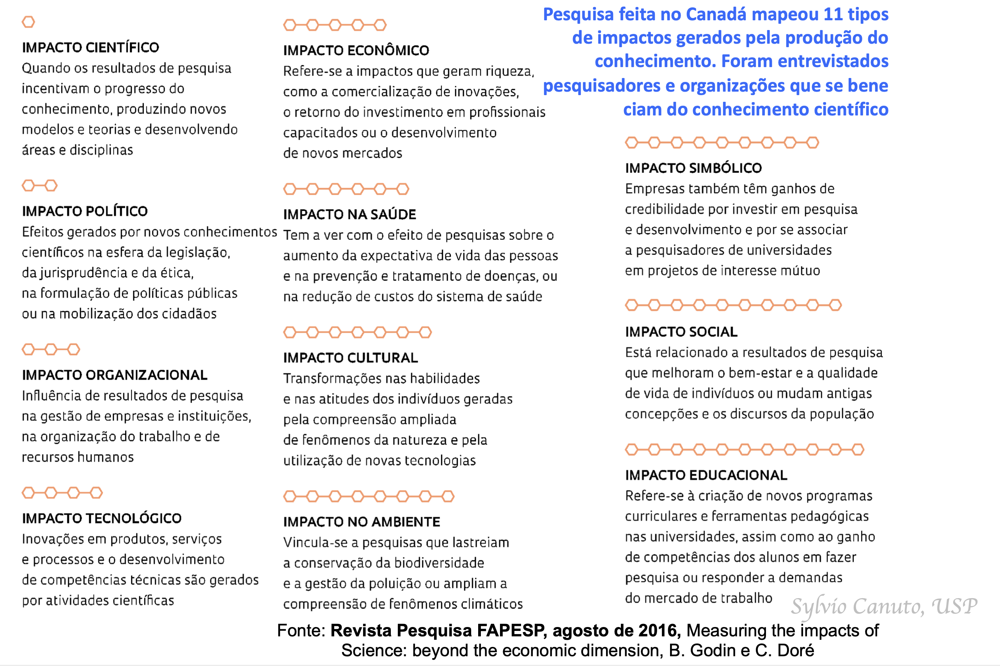 IMPACTO CIENTÍFICO
Quando os resultados de pesquisa
incentivam o progresso do
conhecimento, produzindo novos
modelos e teorias e desenvolvendo
áreas e disciplinas
IMPACTO POLÍTICO
Efeitos gerados por novos conhecimentos
científicos na esfera da legislação,
da jurisprudência e da ética,
na formulação de políticas públicas
ou na mobilização dos cidadãos
IMPACTO ORGANIZACIONAL
Influência de resultados de pesquisa
na gestão de empresas e instituições,
na organização do trabalho e de
recursos humanos
IMPACTO TECNOLÓGICO
Inovações em produtos, serviços
e processos e o desenvolvimento
de competências técnicas são gerados
por atividades científicas
IMPACTO ECONÔMICO
Refere-se a impactos que geram riqueza,
como a comercialização de inovações,
o retorno do investimento em profissionais
capacitados ou o desenvolvimento
de novos mercados
IMPACTO NA SAÚDE
Tem a ver com o efeito de pesquisas sobre o
aumento da expectativa de vida das pessoas
e na prevenção e tratamento de doenças, ou
na redução de custos do sistema de saúde
IMPACTO CULTURAL
Transformações nas habilidades
e nas atitudes dos indivíduos geradas
pela compreensão ampliada
de fenômenos da natureza e pela
utilização de novas tecnologias
IMPACTO NO AMBIENTE
Vincula-se a pesquisas que lastreiam
a conservação da biodiversidade
e a gestão da poluição ou ampliam a
compreensão de fenômenos climáticos
Pesquisa feita no Canadá mapeou 11 tipos
de impactos gerados pela produção do
conhecimento. Foram entrevistados
pesquisadores e organizações que se bene
ciam do conhecimento científico
IMPACTO SIMBÓLICO
Empresas também têm ganhos de
credibilidade por investir em pesquisa
e desenvolvimento e por se associar
a pesquisadores de universidades
em projetos de interesse mútuo
IMPACTO SOCIAL
Está relacionado a resultados de pesquisa
que melhoram o bem-estar e a qualidade
de vida de indivíduos ou mudam antigas
concepções e os discursos da população
IMPACTO EDUCACIONAL
Refere-se à criação de novos programas
curriculares e ferramentas pedagógicas
nas universidades, assim como ao ganho
de competências dos alunos em fazer
pesquisa ou responder a demandas
do mercado de trabalho
Sylvio Canuto, USP
Fonte: Revista Pesquisa FAPESP, agosto de 2016, Measuring the impacts of
Science: beyond the economic dimension, B. Godin e C. Doré